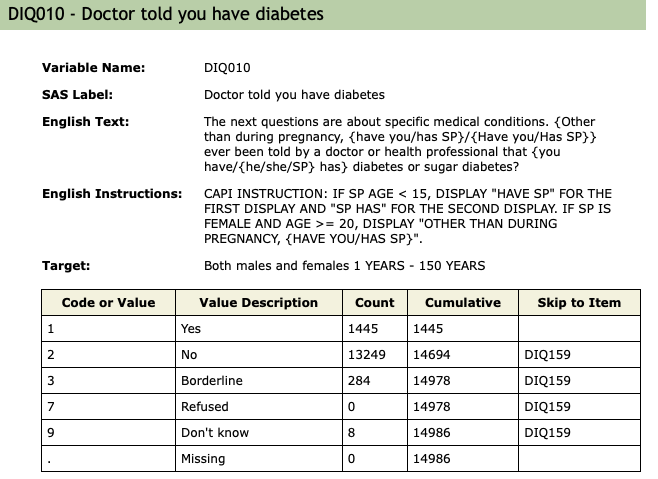 DIQ010 - Doctor told you have diabetes
Variable Name: DIQ010
SAS Label: Doctor told you have diabetes
English Text: The next questions are about specific medical conditions. {Other
than during pregnancy, {have you/has SP}/{Have you/Has SP}}
ever been told by a doctor or health professional that {you
have/{he/she/SP} has} diabetes or sugar diabetes?
English Instructions: CAPI INSTRUCTION: IF SP AGE < 15, DISPLAY "HAVE SP" FOR THE
FIRST DISPLAY AND "SP HAS" FOR THE SECOND DISPLAY. IF SP IS
FEMALE AND AGE >= 20, DISPLAY "OTHER THAN DURING
PREGNANCY, {HAVE YOU/HAS SP}".
Target: Both males and females 1 YEARS - 150 YEARS
Code or Value Value Description Count Cumulative Skip to Item
1 Yes 1445 1445
2 No 13249 14694 DIQ159
3 Borderline 284 14978 DIQ159
7 Refused 0 14978 DIQ159
9 Don't know 8 14986 DIQ159
. Missing 0 14986